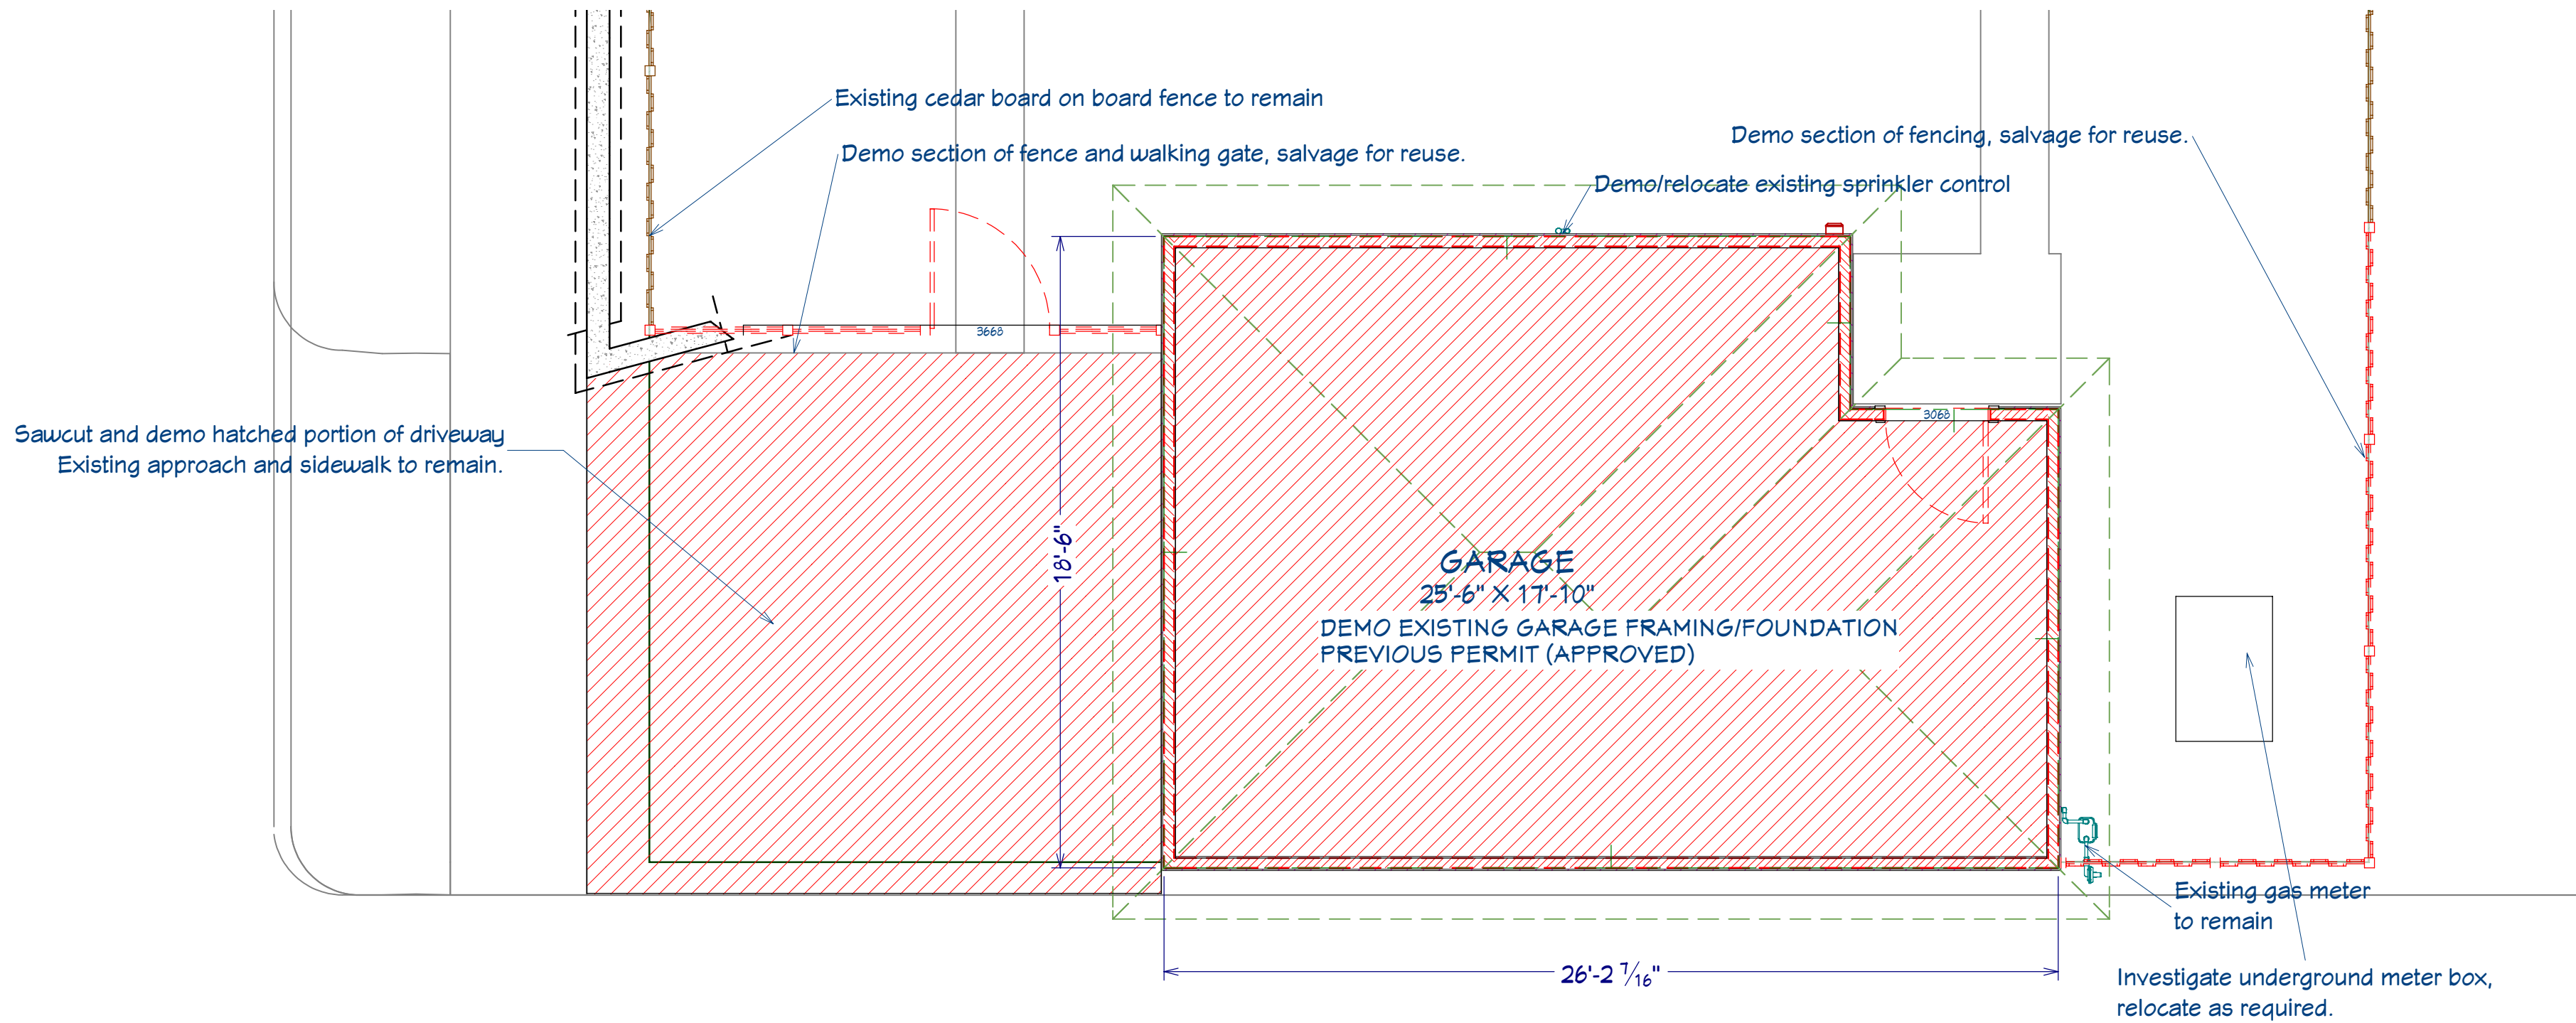 Existing cedar board on board fence to remain
Demo section of fencing, salvage for reuse.
Demo section of fence and walking gate, salvage for reuse.
Demo/relocate existing sprinkler control
3668
3068
Sawcut and demo hatched portion of driveway
Existing approach and sidewalk to remain.
18'-6"
GARAGE
25'-6" X 17'-10"
DEMO EXISTING GARAGE FRAMING/FOUNDATION
PREVIOUS PERMIT (APPROVED)
Existing gas meter
to remain
26'-2 7/16"
Investigate underground meter box,
relocate as required.